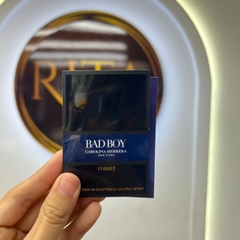 RITA
BAD BOY
CAROLINA HERRERA
NEW YORK
COBALT
PARFUM ELECTRIQUE NATURAL SPRAY